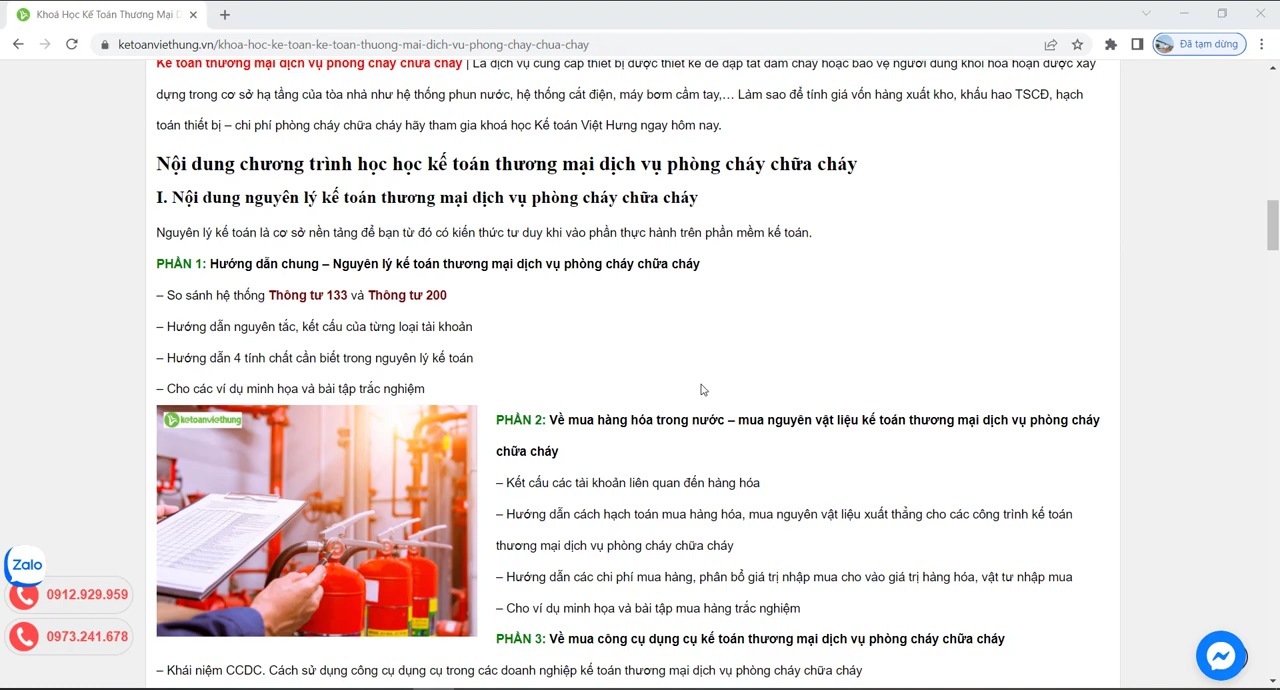 Khoá Học Kế Toán Thương Mại D
ketoanviethung.vn/khoa-hoc-ke-toan-ke-toan-thuong-mai-dich-vu-phong-chay-chua-chay
Đã tạm dừng
Kế toán thương mại dịch vụ phòng cháy chữa cháy | Là dịch vụ cung cấp thiết bị được thiết kế để dập tắt đám cháy hoặc bảo vệ người dùng khỏi hỏa hoạn được xây
dựng trong cơ sở hạ tầng của tòa nhà như hệ thống phun nước, hệ thống cắt điện, máy bơm cầm tay,… Làm sao để tính giá vốn hàng xuất kho, khấu hao TSCĐ, hạch
toán thiết bị – chi phí phòng cháy chữa cháy hãy tham gia khoá học Kế toán Việt Hưng ngay hôm nay.
Nội dung chương trình học học kế toán thương mại dịch vụ phòng cháy chữa cháy
I. Nội dung nguyên lý kế toán thương mại dịch vụ phòng cháy chữa cháy
Nguyên lý kế toán là cơ sở nền tảng để bạn từ đó có kiến thức tư duy khi vào phần thực hành trên phần mềm kế toán.
PHẦN 1: Hướng dẫn chung – Nguyên lý kế toán thương mại dịch vụ phòng cháy chữa cháy
– So sánh hệ thống Thông tư 133 và Thông tư 200
– Hướng dẫn nguyên tắc, kết cấu của từng loại tài khoản
– Hướng dẫn 4 tính chất cần biết trong nguyên lý kế toán
– Cho các ví dụ minh họa và bài tập trắc nghiệm
ketoanviethung
PHẦN 2: Về mua hàng hóa trong nước – mua nguyên vật liệu kế toán thương mại dịch vụ phòng cháy
chữa cháy
– Kết cấu các tài khoản liên quan đến hàng hóa
– Hướng dẫn cách hạch toán mua hàng hóa, mua nguyên vật liệu xuất thẳng cho các công trình kế toán
thương mại dịch vụ phòng cháy chữa cháy
– Hướng dẫn các chi phí mua hàng, phân bổ giá trị nhập mua cho vào giá trị hàng hóa, vật tư nhập mua
– Cho ví dụ minh họa và bài tập mua hàng trắc nghiệm
PHẦN 3: Về mua công cụ dụng cụ kế toán thương mại dịch vụ phòng cháy chữa cháy
– Khái niệm CCDC. Cách sử dụng công cụ dụng cụ trong các doanh nghiệp kế toán thương mại dịch vụ phòng cháy chữa cháy
Zalo
0912.929.959
0973.241.678